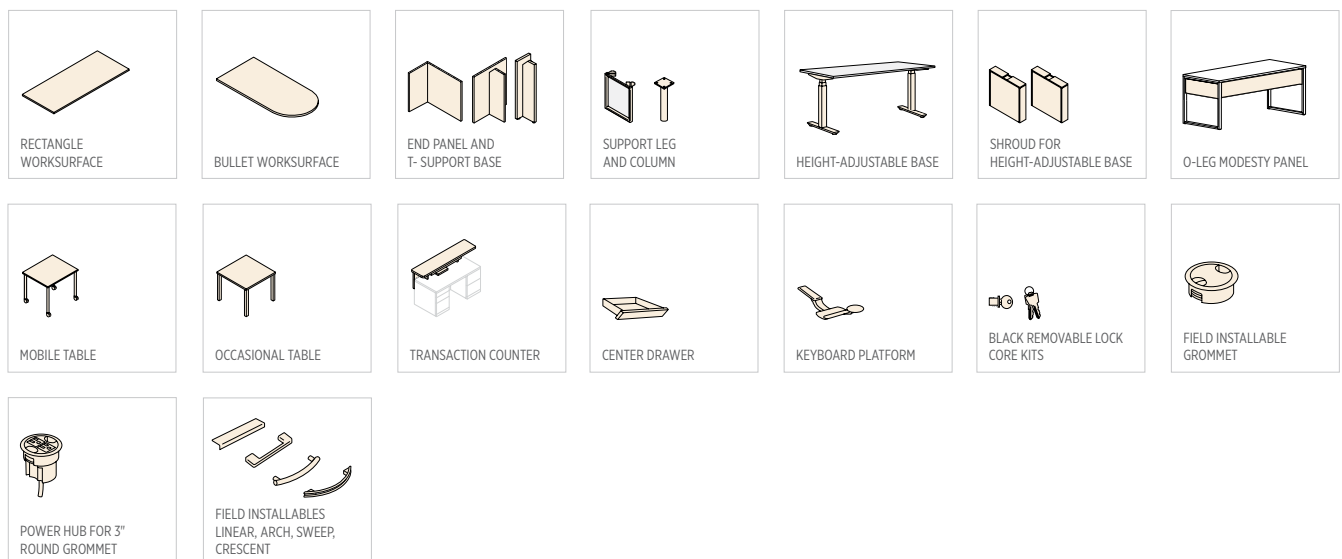 RECTANGLE
WORKSURFACE
BULLET WORKSURFACE
END PANEL AND
T- SUPPORT BASE
SUPPORT LEG
AND COLUMN
HEIGHT-ADJUSTABLE BASE
SHROUD FOR
HEIGHT-ADJUSTABLE BASE
O-LEG MODESTY PANEL
MOBILE TABLE
OCCASIONAL TABLE
TRANSACTION COUNTER
CENTER DRAWER
KEYBOARD PLATFORM
BLACK REMOVABLE LOCK
CORE KITS
FIELD INSTALLABLE
GROMMET
POWER HUB FOR 3"
ROUND GROMMET
FIELD INSTALLABLES
LINEAR, ARCH, SWEEP,
CRESCENT